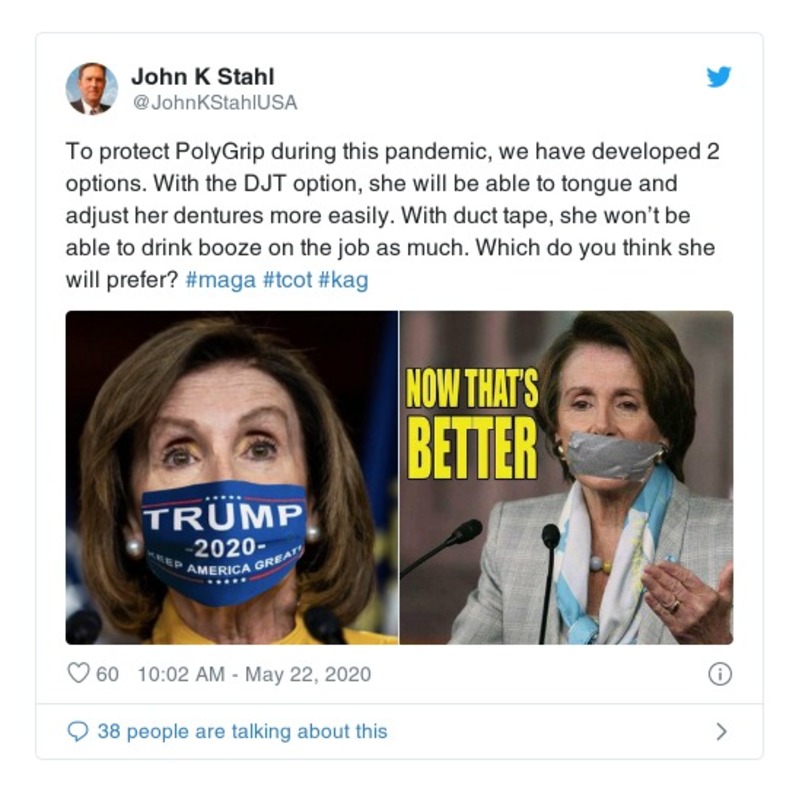 John K Stahl
@JohnKStahlUSA
To protect PolyGrip during this pandemic, we have developed 2
options. With the DJT option, she will be able to tongue and
adjust her dentures more easily. With duct tape, she won’t be
able to drink booze on the job as much. Which do you think she
will prefer? #maga #tcot #kag
TRUMP
-2020-
KEEP AMERICA GREAT!
NOW THAT'S
BETTER
60 10:02 AM - May 22, 2020
38 people are talking about this